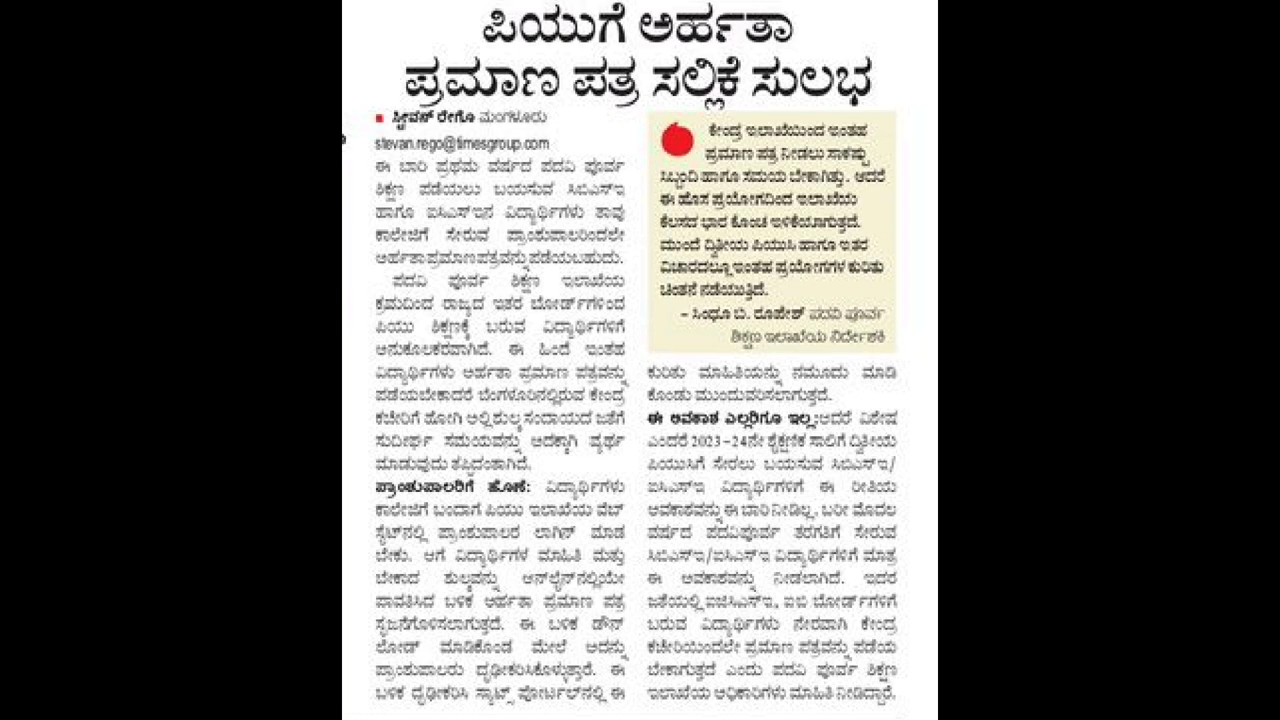 ಪಿಯುಗೆ ಅರ್ಹತಾ
ಪ್ರಮಾಣ ಪತ್ರ ಸಲ್ಲಿಕೆ ಸುಲಭ
ಸ್ಟೀವನ್ ರೇಗೊ ಮಂಗಳೂರು
stevan.rego@timesgroup.com
ಈ ಬಾರಿ ಪ್ರಥಮ ವರ್ಷದ ಪದವಿ ಪೂರ್ವ
ಶಿಕ್ಷಣ ಪಡೆಯಲು ಬಯಸುವ ಸಿಬಿಎಸ್‌ಇ
ಹಾಗೂ ಐಸಿಎಸ್‌ಇನ ವಿದ್ಯಾರ್ಥಿಗಳು ತಾವು
ಕಾಲೇಜಿಗೆ ಸೇರುವ ಪ್ರಾಂಶುಪಾಲರಿಂದಲೇ
ಅರ್ಹತಾ ಪ್ರಮಾಣ ಪತ್ರವನ್ನು ಪಡೆಯಬಹುದು.
ಪದವಿ ಪೂರ್ವ ಶಿಕ್ಷಣ ಇಲಾಖೆಯ
ಕ್ರಮದಿಂದ ರಾಜ್ಯದ ಇತರ ಬೋರ್ಡ್‌ಗಳಿಂದ
ಪಿಯು ಶಿಕ್ಷಣಕ್ಕೆ ಬರುವ ವಿದ್ಯಾರ್ಥಿಗಳಿಗೆ
ಅನುಕೂಲಕರವಾಗಿದೆ. ಈ ಹಿಂದೆ ಇಂತಹ
ವಿದ್ಯಾರ್ಥಿಗಳು ಅರ್ಹತಾ ಪ್ರಮಾಣ ಪತ್ರವನ್ನು
ಪಡೆಯಬೇಕಾದರೆ ಬೆಂಗಳೂರಿನಲ್ಲಿರುವ ಕೇಂದ್ರ
ಕಚೇರಿಗೆ ಹೋಗಿ ಅಲ್ಲಿ ಶುಲ್ಕ ಸಂದಾಯದ ಜತೆಗೆ
ಸುದೀರ್ಘ ಸಮಯವನ್ನು ಅದಕ್ಕಾಗಿ ವ್ಯರ್ಥ
ಮಾಡುವುದು ತಪ್ಪಿದಂತಾಗಿದೆ.
ಪ್ರಾಂಶುಪಾಲರಿಗೆ ಹೊಣೆ: ವಿದ್ಯಾರ್ಥಿಗಳು
ಕಾಲೇಜಿಗೆ ಬಂದಾಗ ಪಿಯು ಇಲಾಖೆಯ ವೆಬ್
ಸೈಟ್‌ನಲ್ಲಿ ಪ್ರಾಂಶುಪಾಲರ ಲಾಗಿನ್ ಮಾಡ
ಬೇಕು. ಆಗ ವಿದ್ಯಾರ್ಥಿಗಳ ಮಾಹಿತಿ ಮತ್ತು
ಬೇಕಾದ ಶುಲ್ಕವನ್ನು ಆನ್‌ಲೈನ್‌ನಲ್ಲಿಯೇ
ಪಾವತಿಸಿದ ಬಳಿಕ ಅರ್ಹತಾ ಪ್ರಮಾಣ ಪತ್ರ
ಸೃಜನೆಗೊಳಿಸಲಾಗುತ್ತದೆ. ಈ ಬಳಿಕ ಡೌನ್
ಲೋಡ್ ಮಾಡಿಕೊಂಡ ಮೇಲೆ ಅದನ್ನು
ಪ್ರಾಂಶುಪಾಲರು ದೃಢೀಕರಿಸಿಕೊಳ್ಳುತ್ತಾರೆ. ಈ
ಬಳಿಕ ದೃಢೀಕರಿಸಿ ಸ್ಯಾಟ್ಸ್ ಪೋರ್ಟಲ್‌ನಲ್ಲಿ ಈ
ಕೇಂದ್ರ ಇಲಾಖೆಯಿಂದ ಇಂತಹ
ಪ್ರಮಾಣ ಪತ್ರ ನೀಡಲು ಸಾಕಷ್ಟು
ಸಿಬ್ಬಂದಿ ಹಾಗೂ ಸಮಯ ಬೇಕಾಗಿತ್ತು. ಆದರೆ
ಈ ಹೊಸ ಪ್ರಯೋಗದಿಂದ ಇಲಾಖೆಯ
ಕೆಲಸದ ಭಾರ ಕೊಂಚ ಇಳಿಕೆಯಾಗುತ್ತದೆ.
ಮುಂದೆ ದ್ವಿತೀಯ ಪಿಯುಸಿ ಹಾಗೂ ಇತರ
ವಿಚಾರದಲ್ಲೂ ಇಂತಹ ಪ್ರಯೋಗಗಳ ಕುರಿತು
ಚಿಂತನೆ ನಡೆಯುತ್ತಿದೆ.
– ಸಿಂಧೂ ಬಿ. ರೂಪೇಶ್ ಪದವಿ ಪೂರ್ವ
ಶಿಕ್ಷಣ ಇಲಾಖೆಯ ನಿರ್ದೇಶಕಿ
ಕುರಿತು ಮಾಹಿತಿಯನ್ನು ನಮೂದು ಮಾಡಿ
ಕೊಂಡು ಮುಂದುವರಿಸಲಾಗುತ್ತದೆ.
ಈ ಅವಕಾಶ ಎಲ್ಲರಿಗೂ ಇಲ್ಲ: ಆದರೆ ವಿಶೇಷ
ಎಂದರೆ 2023-24ನೇ ಶೈಕ್ಷಣಿಕ ಸಾಲಿಗೆ ದ್ವಿತೀಯ
ಪಿಯುಸಿಗೆ ಸೇರಲು ಬಯಸುವ ಸಿಬಿಎಸ್‌ಇ/
ಐಸಿಎಸ್‌ಇ ವಿದ್ಯಾರ್ಥಿಗಳಿಗೆ ಈ ರೀತಿಯ
ಅವಕಾಶವನ್ನು ಈ ಬಾರಿ ನೀಡಿಲ್ಲ. ಬರೀ ಮೊದಲ
ವರ್ಷದ ಪದವಿಪೂರ್ವ ತರಗತಿಗೆ ಸೇರುವ
ಸಿಬಿಎಸ್‌ಇ/ಐಸಿಎಸ್‌ಇ ವಿದ್ಯಾರ್ಥಿಗಳಿಗೆ ಮಾತ್ರ
ಈ ಅವಕಾಶವನ್ನು ನೀಡಲಾಗಿದೆ. ಇದರ
ಜತೆಯಲ್ಲಿ ಐಜಿಸಿಎಸ್‌ಇ, ಐಬಿ ಬೋರ್ಡ್‌ಗಳಿಗೆ
ಬರುವ ವಿದ್ಯಾರ್ಥಿಗಳು ನೇರವಾಗಿ ಕೇಂದ್ರ
ಕಚೇರಿಯಿಂದಲೇ ಪ್ರಮಾಣ ಪತ್ರವನ್ನು ಪಡೆಯ
ಬೇಕಾಗುತ್ತದೆ ಎಂದು ಪದವಿ ಪೂರ್ವ ಶಿಕ್ಷಣ
ಇಲಾಖೆಯ ಅಧಿಕಾರಿಗಳು ಮಾಹಿತಿ ನೀಡಿದ್ದಾರೆ.